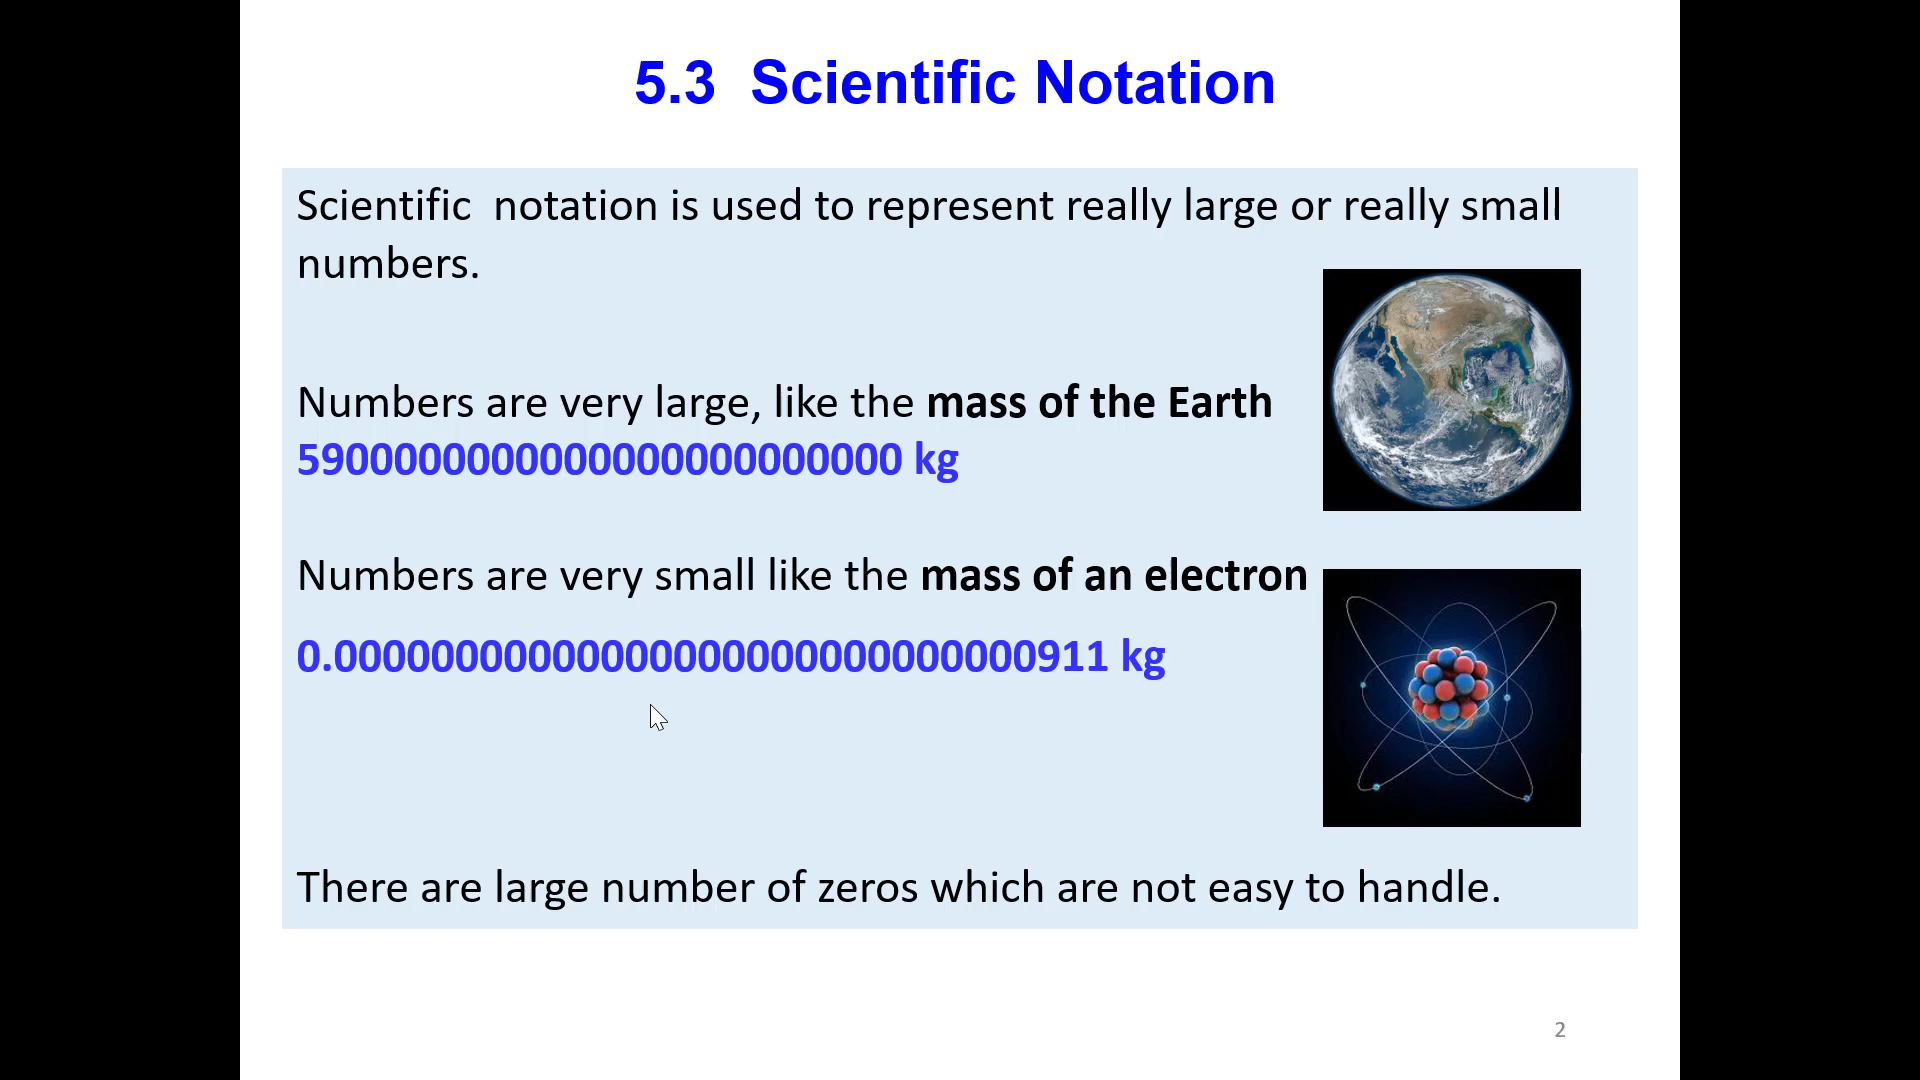 5.3 Scientific Notation
Scientific notation is used to represent really large or really small
numbers.
Numbers are very large, like the mass of the Earth
5900000000000000000000000 kg
Numbers are very small like the mass of an electron
0.00000000000000000000000000000911 kg
There are large number of zeros which are not easy to handle.
2